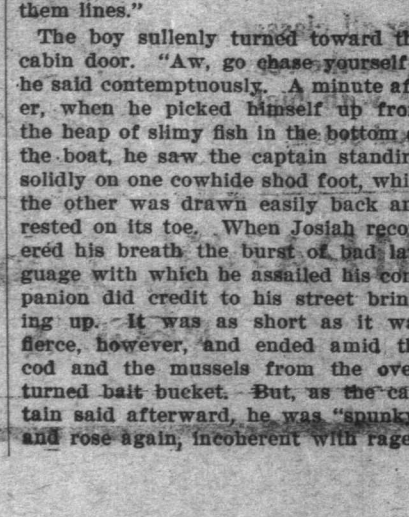 them lines."
The boy sullenly turned toward th
cabin door. "Aw, go chase yourself
he said contemptuously. A minute af
er, when he picked himself up fro
the heap of slimy fish in the bottom
the boat, he saw the captain standin
solidly on one cowhide shod foot, whi
the other was drawn easily back an
rested on its toe. When Josiah reco
ered his breath the burst of bad la
guage with which he assailed his com
panion did credit to his street bring
ing up. It was as short as it wa
fierce, however, and ended amid th
cod and the mussels from the ove
turned bait bucket. But, as the ca
tain said afterward, he was "spunky
and rose again, incoherent with rage